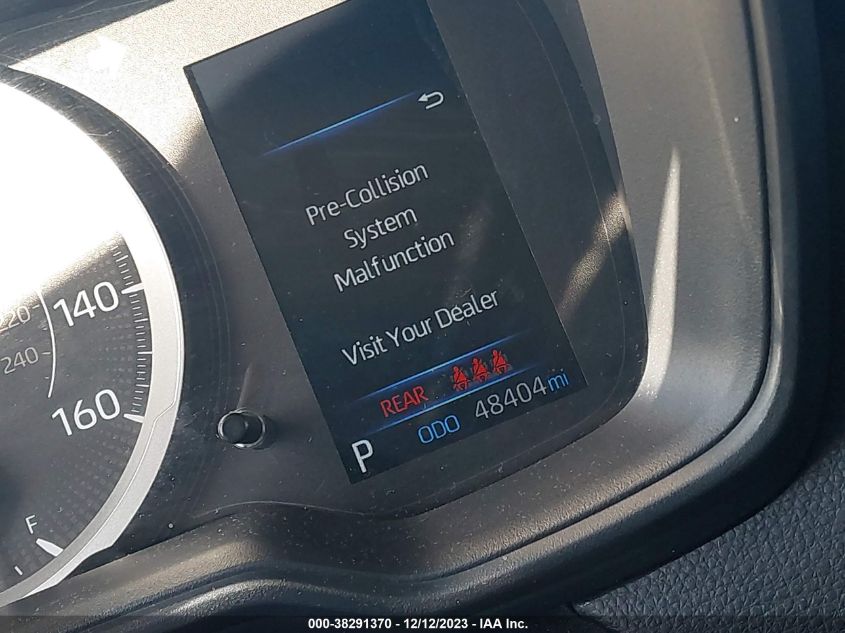 Pre-Collision
System
Malfunction
Visit Your Dealer
REAR
P ODO 48404 mi
220
140
240
160
F
000-38291370 - 12/12/2023 - IAA Inc.